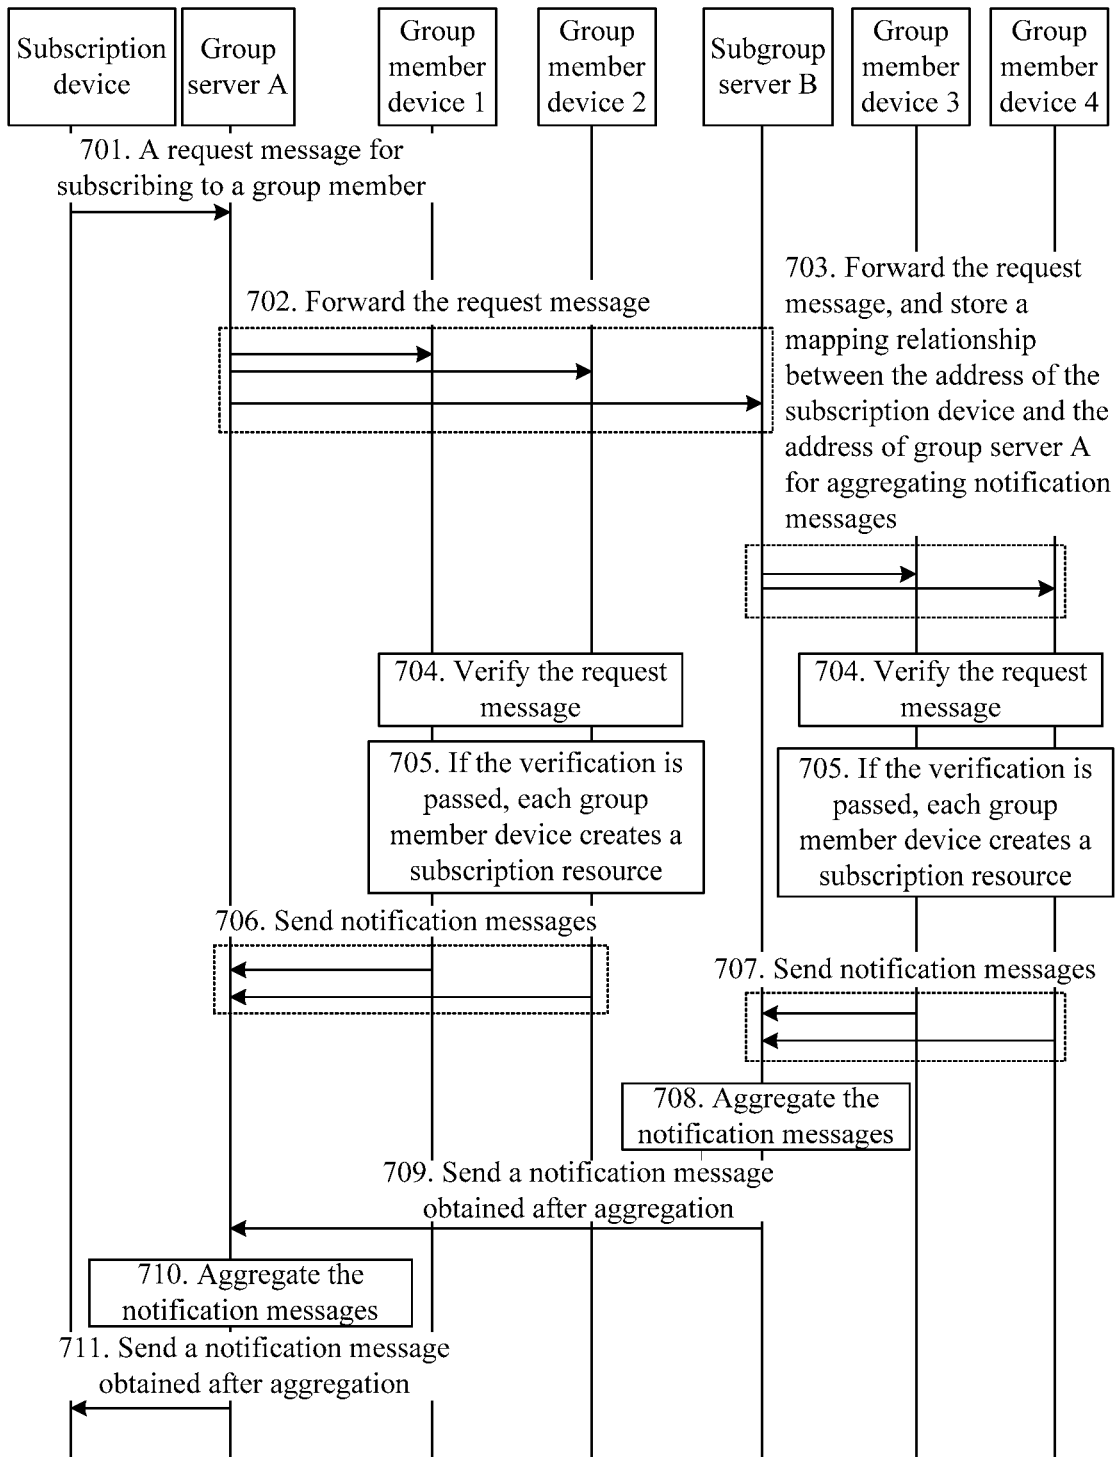 Subscription
device
Group
server A
Group
member
device 1
Group
member
device 2
Subgroup
server B
Group
member
device 3
Group
member
device 4
701. A request message for
subscribing to a group member
702. Forward the request message
703. Forward the request
message, and store a
mapping relationship
between the address of the
subscription device and the
address of group server A
for aggregating notification
messages
704. Verify the request
message
704. Verify the request
message
705. If the verification is
passed, each group
member device creates a
subscription resource
705. If the verification is
passed, each group
member device creates a
subscription resource
706. Send notification messages
707. Send notification messages
708. Aggregate the
notification messages
709. Send a notification message
obtained after aggregation
710. Aggregate the
notification messages
711. Send a notification message
obtained after aggregation